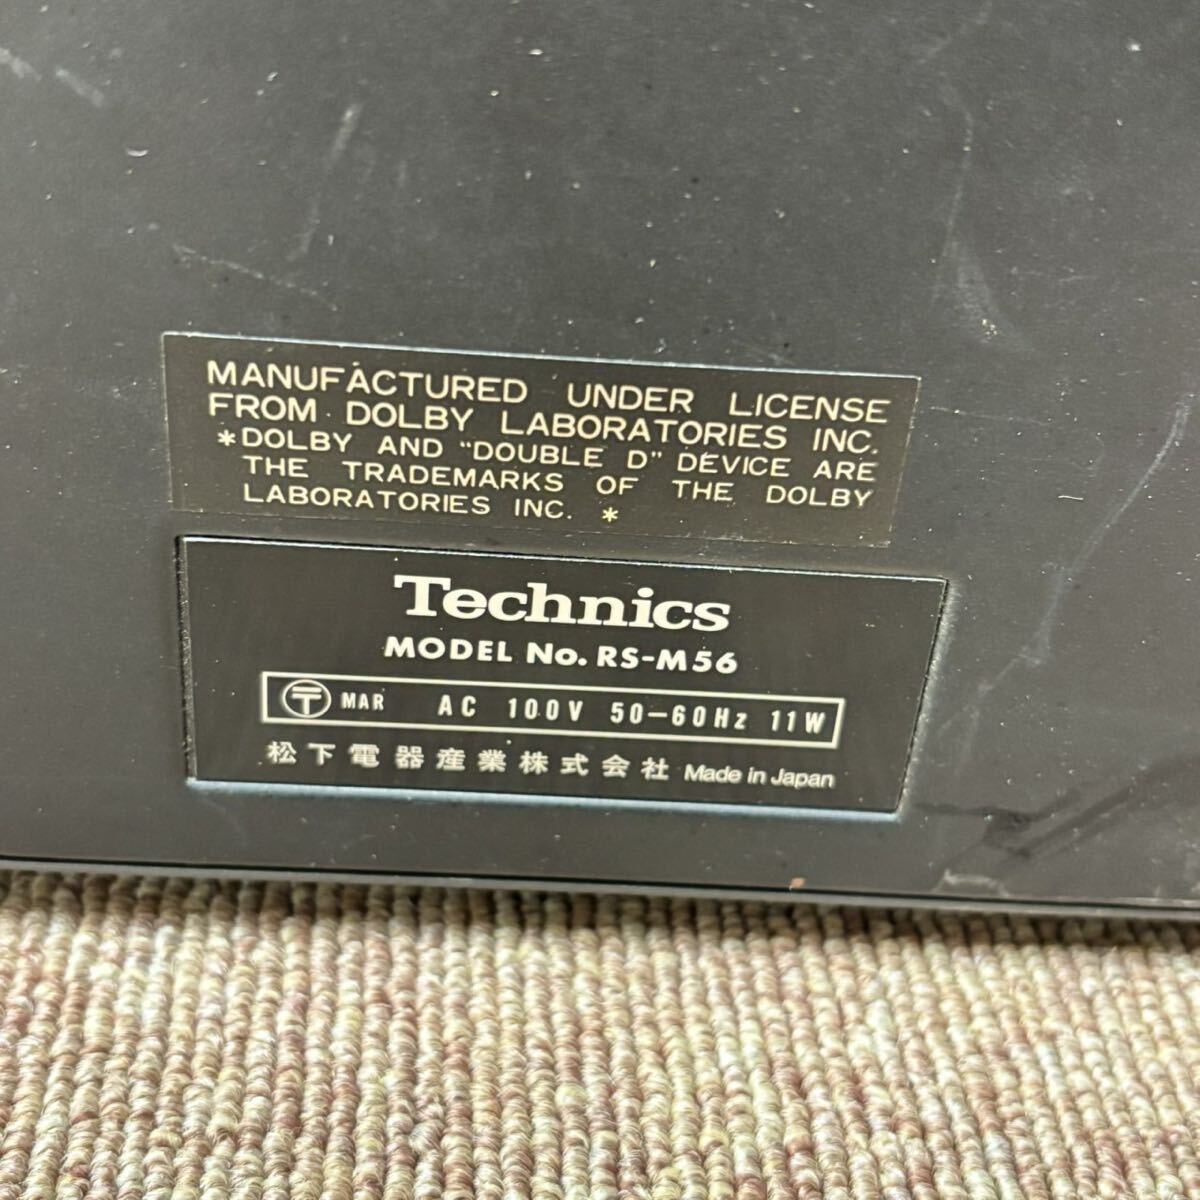 MANUFACTURED UNDER LICENSE
FROM DOLBY LABORATORIES INC.
*DOLBY AND "DOUBLE D" DEVICE ARE
THE TRADEMARKS OF THE DOLBY
LABORATORIES INC. *
Technics
MODEL No. RS-M56
〒 MAR AC 100V 50-60Hz 11W
松下電器産業株式会社 Made in Japan